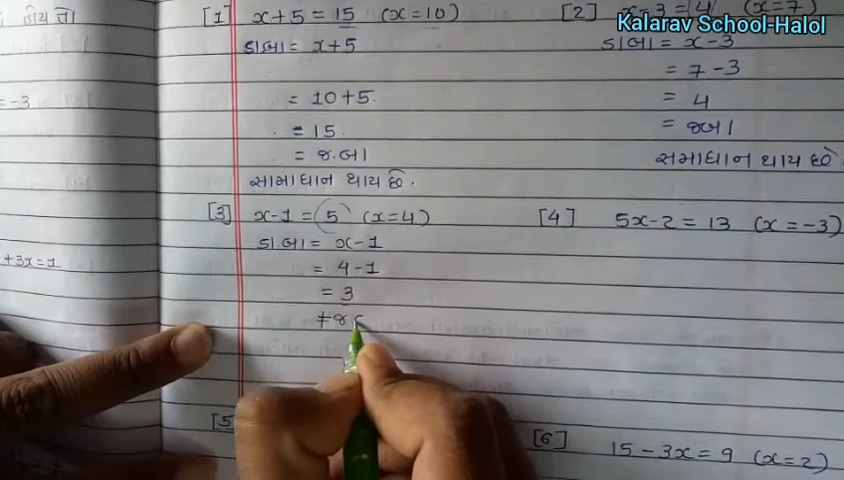 હોય તો
= -3
+3x=1
[1] x+5 = 15 (x=10)
ડા.બા = x+5
= 10+5
= 15
= જ.બા
સામાધાન થાય છે.
[2] x-3 = 4 (x=7)
Kalarav School-Halol
ડા બા = x-3
= 7-3
= 4
= જબા
સમાધાન થાય છે
[3] x-1 = 5 (x=4)
ડા.બા = x-1
= 4-1
= 3
≠ જ
[4] 5x-2 = 13 (x=-3)
[5
[6] 15-3x=9 (x=2)